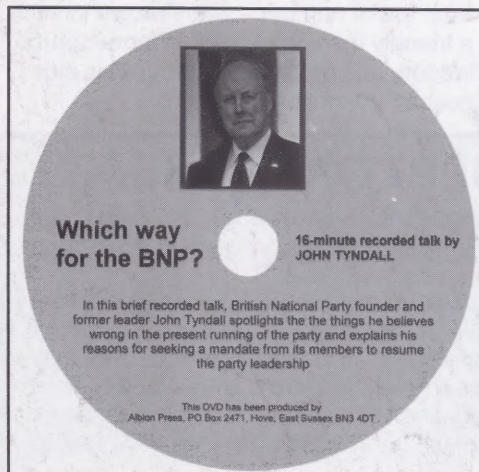 Which way
for the BNP?
16-minute recorded talk by
JOHN TYNDALL
In this brief recorded talk, British National Party founder and
former leader John Tyndall spotlights the the things he believes
wrong in the present running of the party and explains his
reasons for seeking a mandate from its members to resume
the party leadership
This DVD has been produced by
Albion Press, PO Box 2471, Hove, East Sussex BN3 4DT